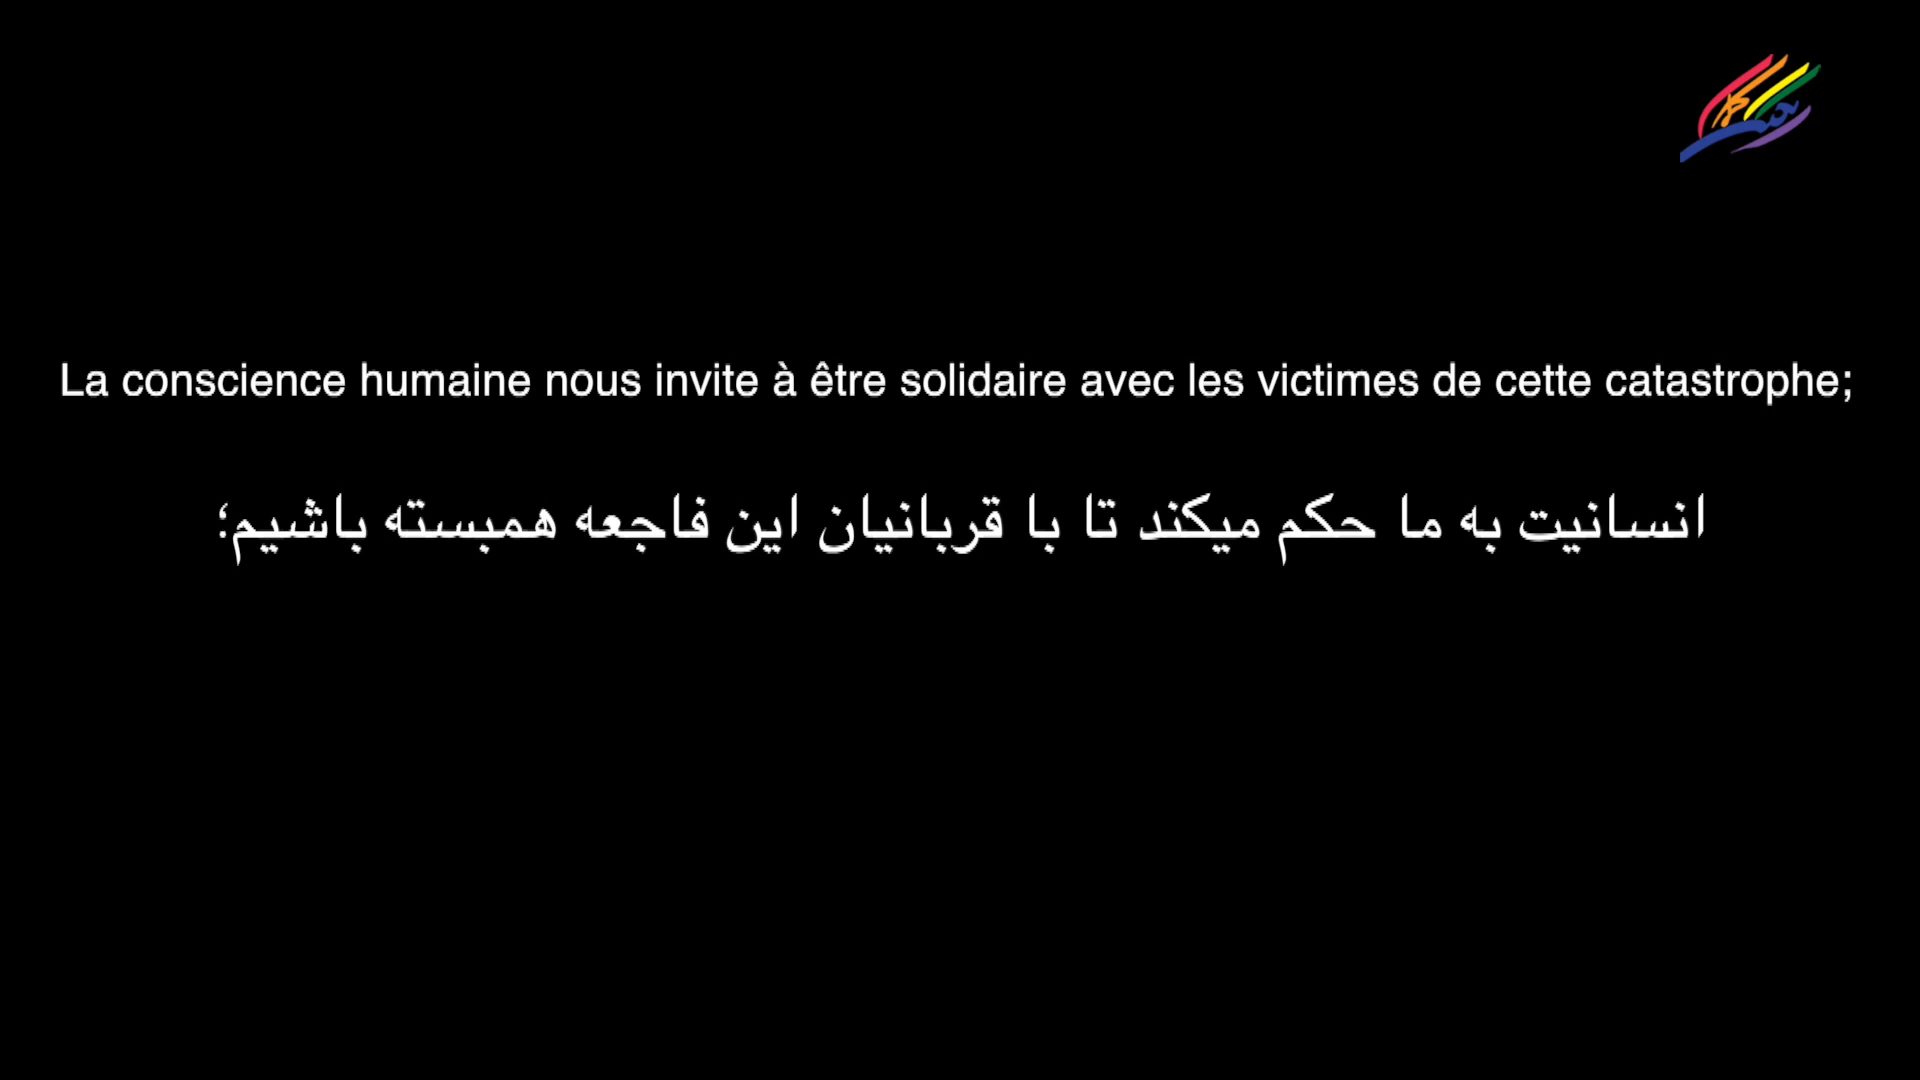 La conscience humaine nous invite à être solidaire avec les victimes de cette catastrophe;
انسانیت به ما حکم میکند تا با قربانیان این فاجعه همبسته باشیم؛